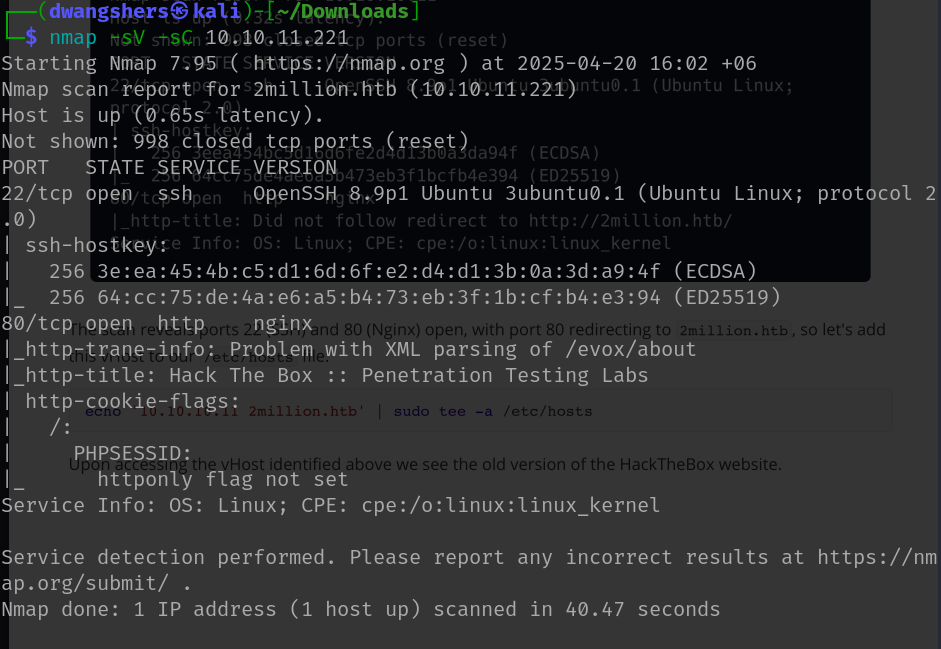 ┌──(dwangshers㉿kali)-[~/Downloads]
└─$ nmap -sV -sC 10.10.11.221
Starting Nmap 7.95 ( https://nmap.org ) at 2025-04-20 16:02 +06
Nmap scan report for 2million.htb (10.10.11.221)
Host is up (0.65s latency).
Not shown: 998 closed tcp ports (reset)
PORT   STATE SERVICE VERSION
22/tcp open  ssh     OpenSSH 8.9p1 Ubuntu 3ubuntu0.1 (Ubuntu Linux; protocol 2
.0)
| ssh-hostkey:
|   256 3e:ea:45:4b:c5:d1:6d:6f:e2:d4:d1:3b:0a:3d:a9:4f (ECDSA)
|_  256 64:cc:75:de:4a:e6:a5:b4:73:eb:3f:1b:cf:b4:e3:94 (ED25519)
80/tcp open  http    nginx
|_http-trane-info: Problem with XML parsing of /evox/about
|_http-title: Hack The Box :: Penetration Testing Labs
| http-cookie-flags:
|   /:
|     PHPSESSID:
|_      httponly flag not set
Service Info: OS: Linux; CPE: cpe:/o:linux:linux_kernel

Service detection performed. Please report any incorrect results at https://nm
ap.org/submit/ .
Nmap done: 1 IP address (1 host up) scanned in 40.47 seconds
Not shown: 998 closed tcp ports (reset)
22/tcp open ssh OpenSSH 8.9p1 Ubuntu 3ubuntu0.1 (Ubuntu Linux;
protocol 2.0)
| ssh-hostkey:
| 256 3eea454bc5d16d6fe2d4d13b0a3da94f (ECDSA)
|_ 256 64cc75de4ae6a5b473eb3f1bcfb4e394 (ED25519)
80/tcp open http nginx
|_http-title: Did not follow redirect to http://2million.htb/
Service Info: OS: Linux; CPE: cpe:/o:linux:linux_kernel
The scan reveals ports 22 (SSH) and 80 (Nginx) open, with port 80 redirecting to 2million.htb, so let's add
this vHost to our /etc/hosts file.
echo 2million.htb' | sudo tee -a /etc/hosts
Upon accessing the vHost identified above we see the old version of the HackTheBox website.